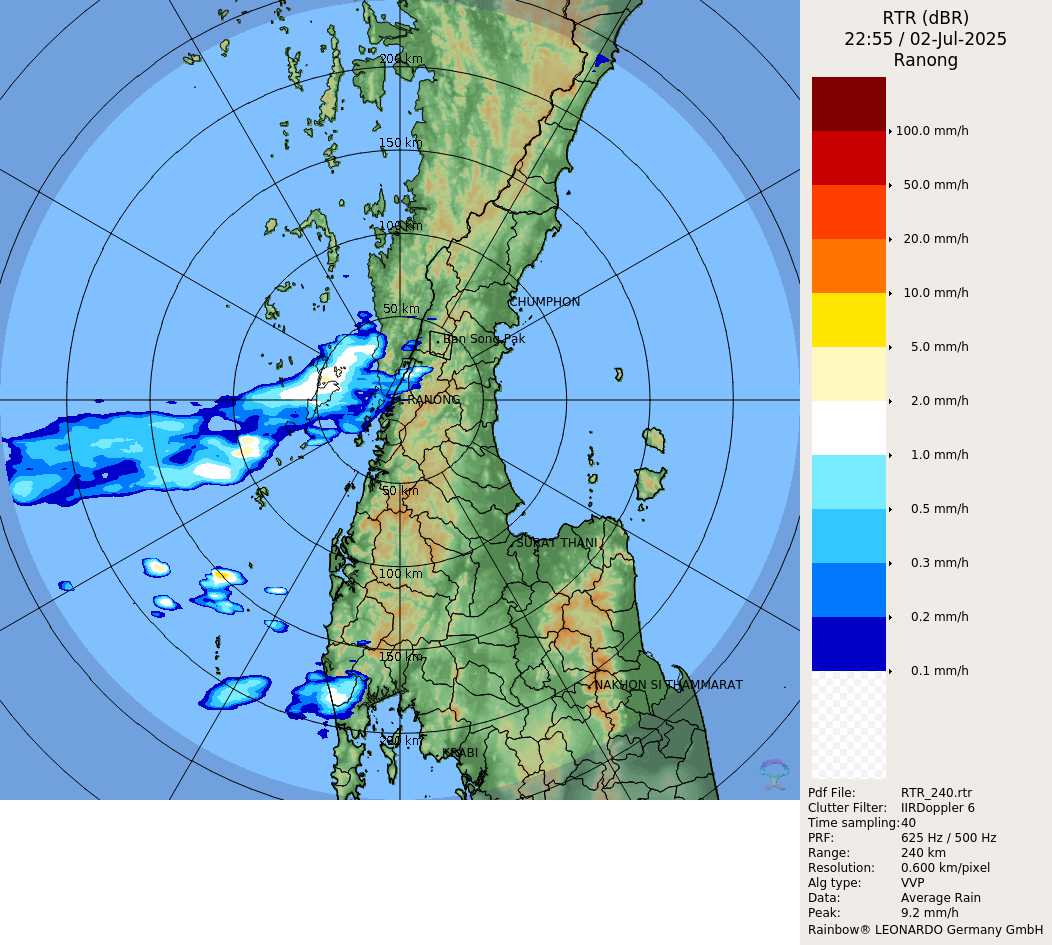 RTR (dBR)
22:55 / 02-Jul-2025
Ranong
200 km
150 km
100 km
50 km
CHUMPHON
Ban Song Pak
RANONG
50 km
SURAT THANI
100 km
150 km
NAKHON SI THAMMARAT
200 km
KRABI
100.0 mm/h
50.0 mm/h
20.0 mm/h
10.0 mm/h
5.0 mm/h
2.0 mm/h
1.0 mm/h
0.5 mm/h
0.3 mm/h
0.2 mm/h
0.1 mm/h
Pdf File: RTR_240.rtr
Clutter Filter: IIRDoppler 6
Time sampling:40
PRF: 625 Hz / 500 Hz
Range: 240 km
Resolution: 0.600 km/pixel
Alg type: VVP
Data: Average Rain
Peak: 9.2 mm/h
Rainbow® LEONARDO Germany GmbH